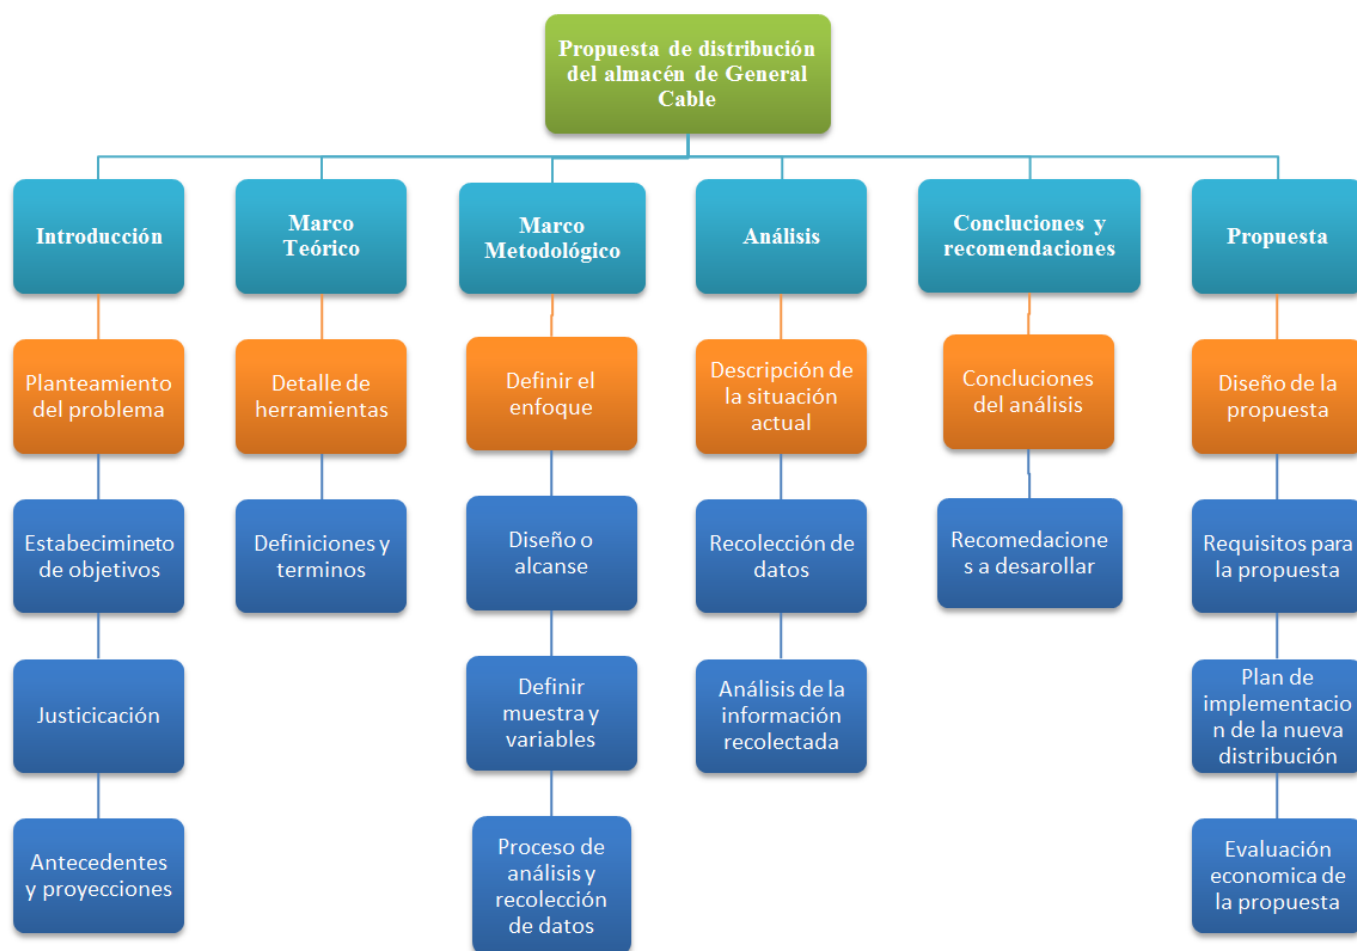 Propuesta de distribución
del almacén de General
Cable
Introducción
Marco
Teórico
Marco
Metodológico
Análisis
Concluciones y
recomendaciones
Propuesta
Planteamiento
del problema
Detalle de
herramientas
Definir el
enfoque
Descripción de
la situación
actual
Concluciones
del análisis
Diseño de la
propuesta
Estabecimineto
de objetivos
Definiciones y
terminos
Diseño o
alcanse
Recolección de
datos
Recomedacione
s a desarollar
Requisitos para
la propuesta
Justicicación
Definir
muestra y
variables
Análisis de la
información
recolectada
Plan de
implementacio
n de la nueva
distribución
Antecedentes
y proyecciones
Proceso de
análisis y
recolección
de datos
Evaluación
economica de
la propuesta